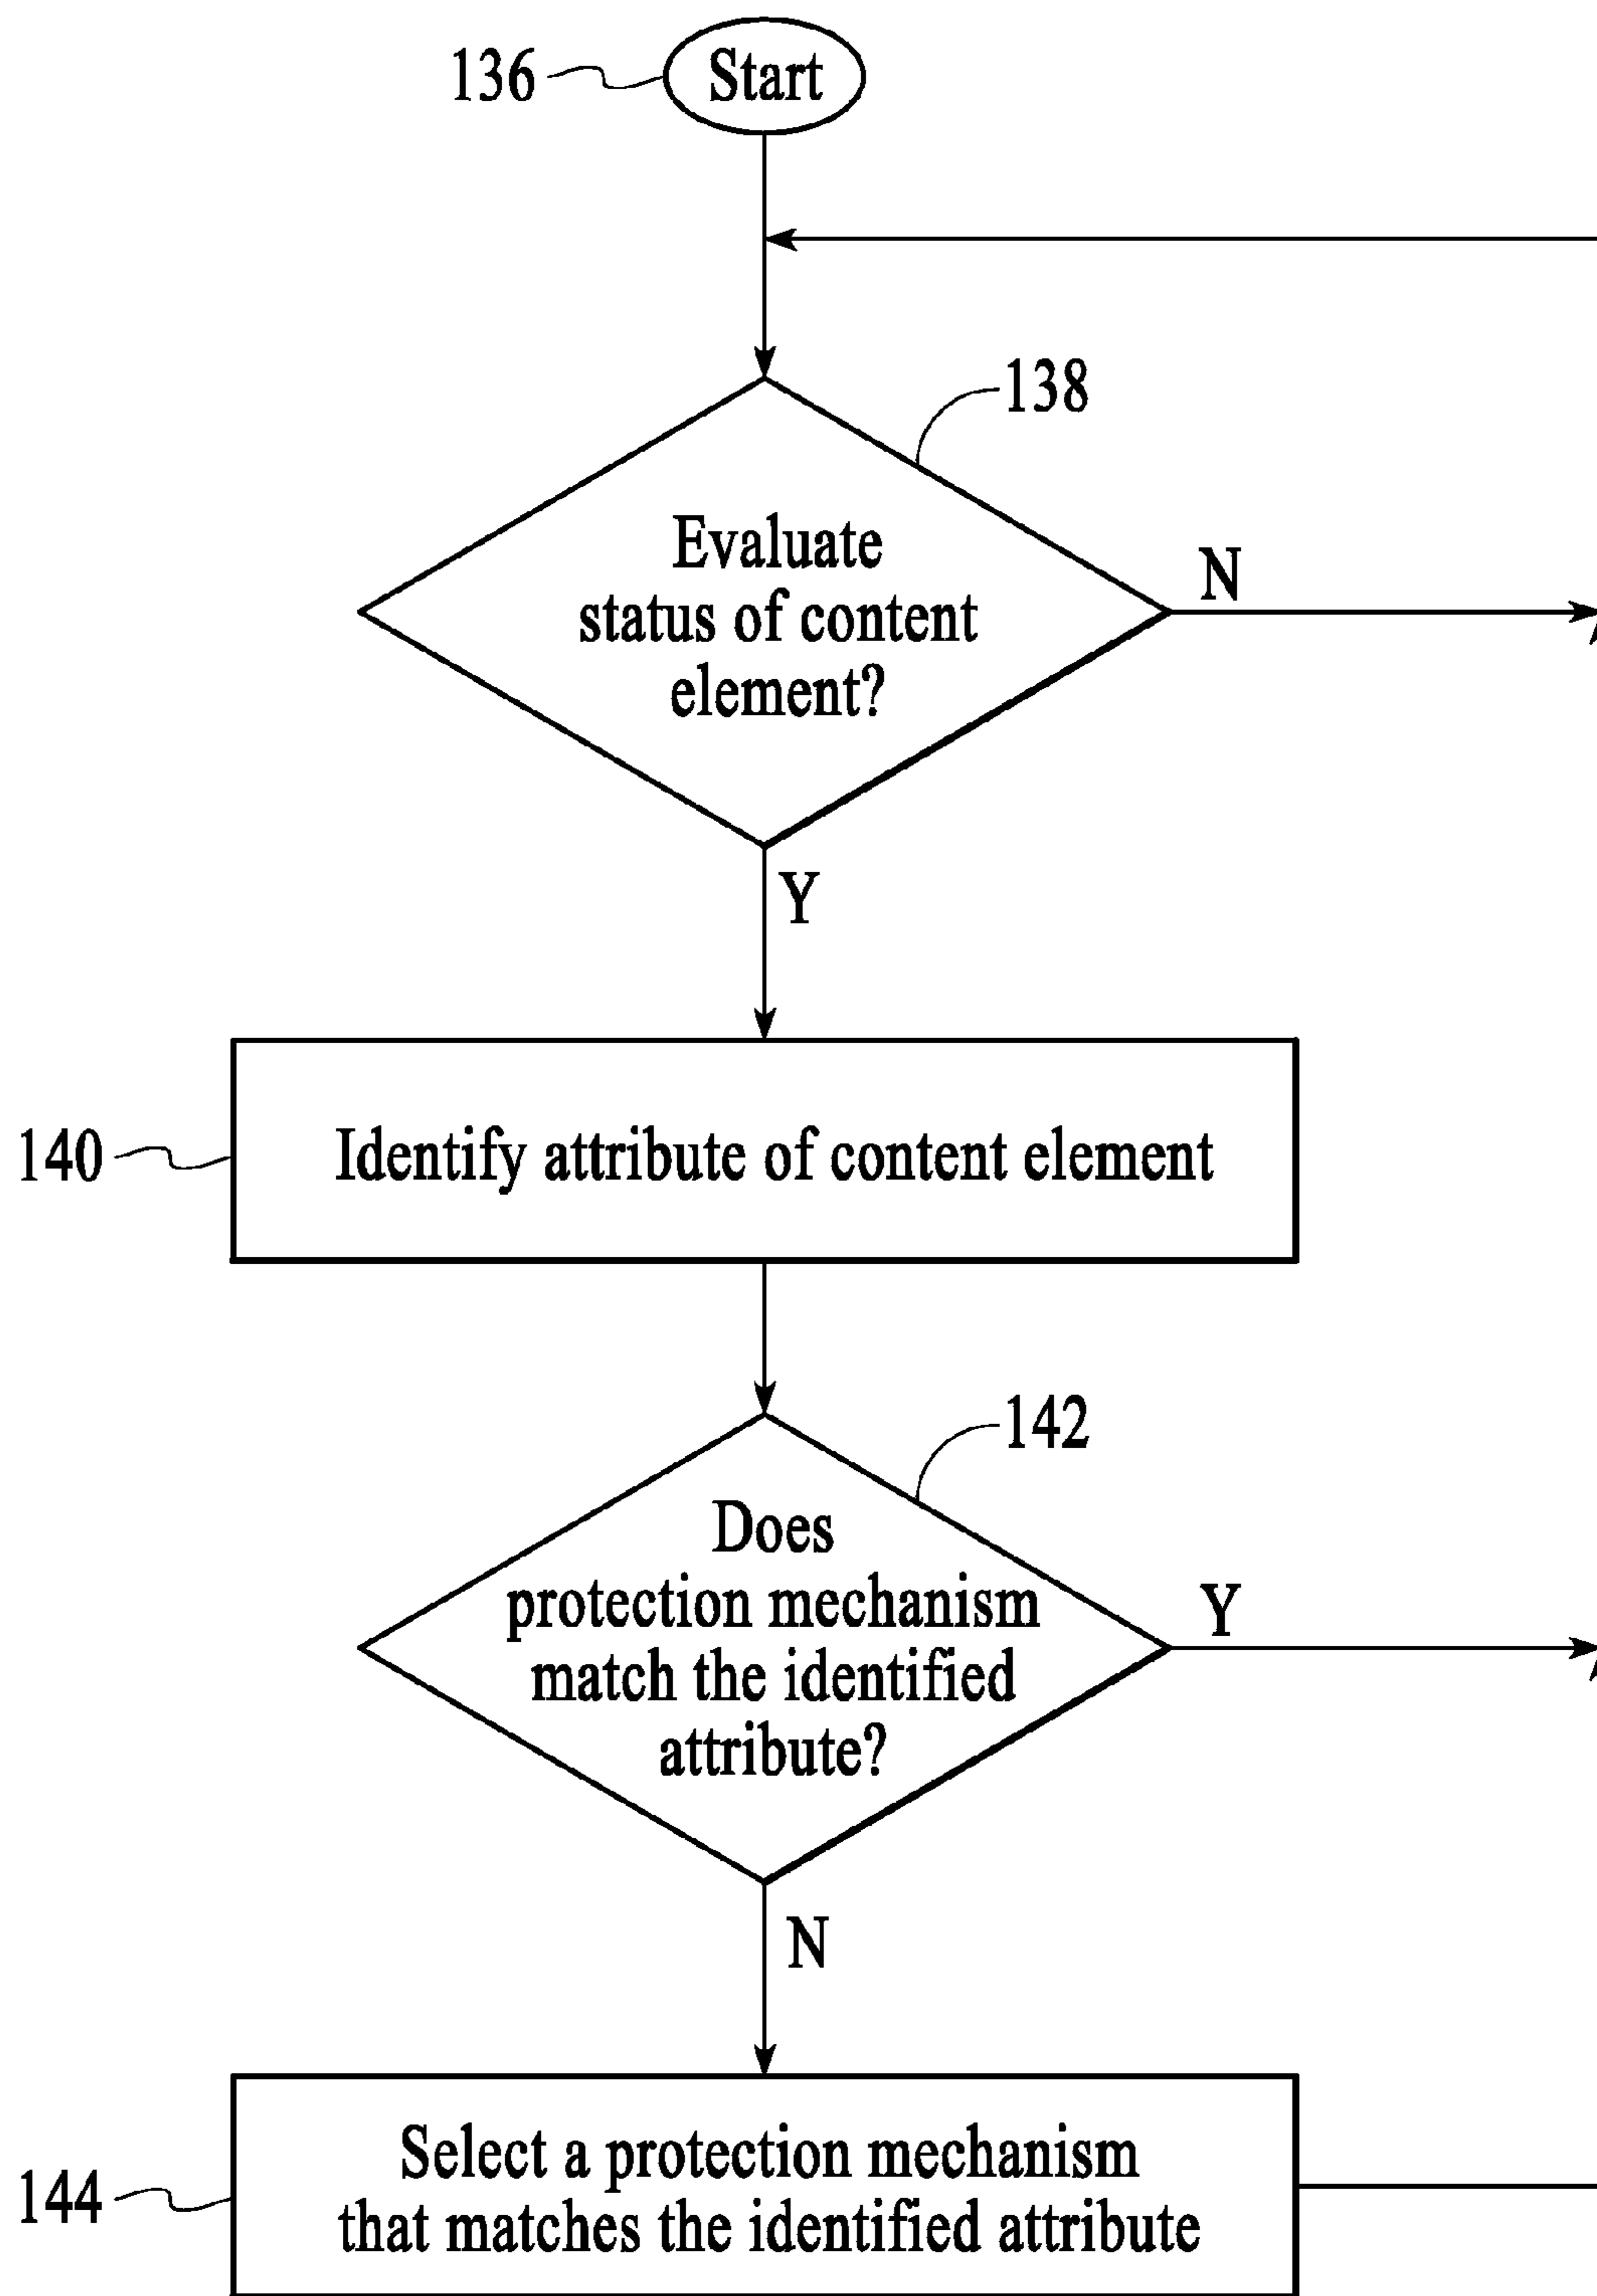 136
Start
138
Evaluate
status of content
element?
N
Y
140
Identify attribute of content element
142
Does
protection mechanism
match the identified
attribute?
Y
N
144
Select a protection mechanism
that matches the identified attribute